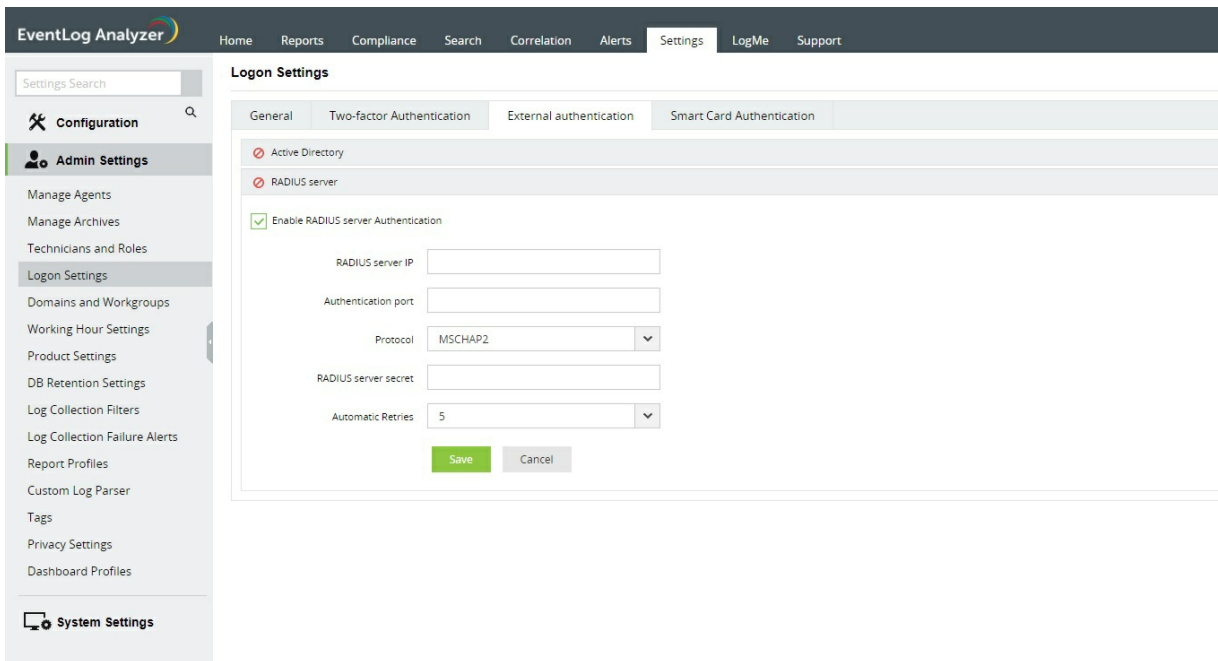 EventLog Analyzer
Home Reports Compliance Search Correlation Alerts Settings LogMe Support
Settings Search
Configuration
Admin Settings
Manage Agents
Manage Archives
Technicians and Roles
Logon Settings
Domains and Workgroups
Working Hour Settings
Product Settings
DB Retention Settings
Log Collection Filters
Log Collection Failure Alerts
Report Profiles
Custom Log Parser
Tags
Privacy Settings
Dashboard Profiles
System Settings
Logon Settings
General Two-factor Authentication External authentication Smart Card Authentication
Active Directory
RADIUS server
Enable RADIUS server Authentication
RADIUS server IP
Authentication port
Protocol MSCHAP2
RADIUS server secret
Automatic Retries 5
Save Cancel